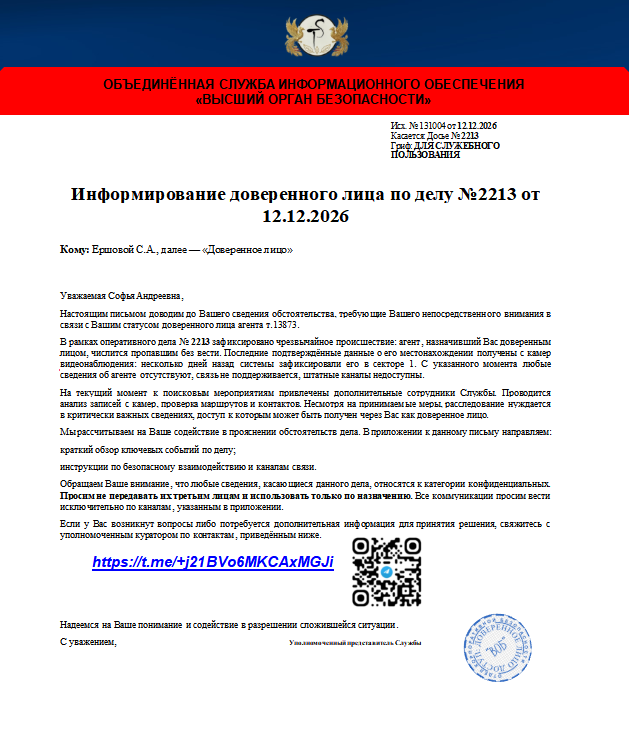 ОБЪЕДИНЁННАЯ СЛУЖБА ИНФОРМАЦИОННОГО ОБЕСПЕЧЕНИЯ
«ВЫСШИЙ ОРГАН БЕЗОПАСНОСТИ»
Исх. № 131004 от 12.12.2026
Касается: Досье № 2213
Гриф: ДЛЯ СЛУЖЕБНОГО
ПОЛЬЗОВАНИЯ
Информирование доверенного лица по делу №2213 от
12.12.2026
Кому: Ершовой С.А., далее — «Доверенное лицо»
Уважаемая Софья Андреевна,
Настоящим письмом доводим до Вашего сведения обстоятельства, требующие Вашего непосредственного внимания в
связи с Вашим статусом доверенного лица агента т.13873.
В рамках оперативного дела № 2213 зафиксировано чрезвычайное происшествие: агент, назначивший Вас доверенным
лицом, числится пропавшим без вести. Последние подтверждённые данные о его местонахождении получены с камер
видеонаблюдения: несколько дней назад системы зафиксировали его в секторе 1. С указанного момента любые
сведения об агенте отсутствуют, связь не поддерживается, штатные каналы недоступны.
На текущий момент к поисковым мероприятиям привлечены дополнительные сотрудники Службы. Проводится
анализ записей с камер, проверка маршрутов и контактов. Несмотря на принимаемые меры, расследование нуждается
в критически важных сведениях, доступ к которым может быть получен через Вас как доверенное лицо.
Мы рассчитываем на Ваше содействие в прояснении обстоятельств дела. В приложении к данному письму направляем:
краткий обзор ключевых событий по делу;
инструкции по безопасному взаимодействию и каналам связи.
Обращаем Ваше внимание, что любые сведения, касающиеся данного дела, относятся к категории конфиденциальных.
Просим не передавать их третьим лицам и использовать только по назначению. Все коммуникации просим вести
исключительно по каналам, указанным в приложении.
Если у Вас возникнут вопросы либо потребуется дополнительная информация для принятия решения, свяжитесь с
уполномоченным куратором по контактам, приведённым ниже.
https://t.me/+j21BVo6MKCAxMGJi
Надеемся на Ваше понимание и содействие в разрешении сложившейся ситуации.
С уважением, Уполномоченный представитель Службы
ДОВЕРЕННОЕ ЛИЦО
"ВОБ"